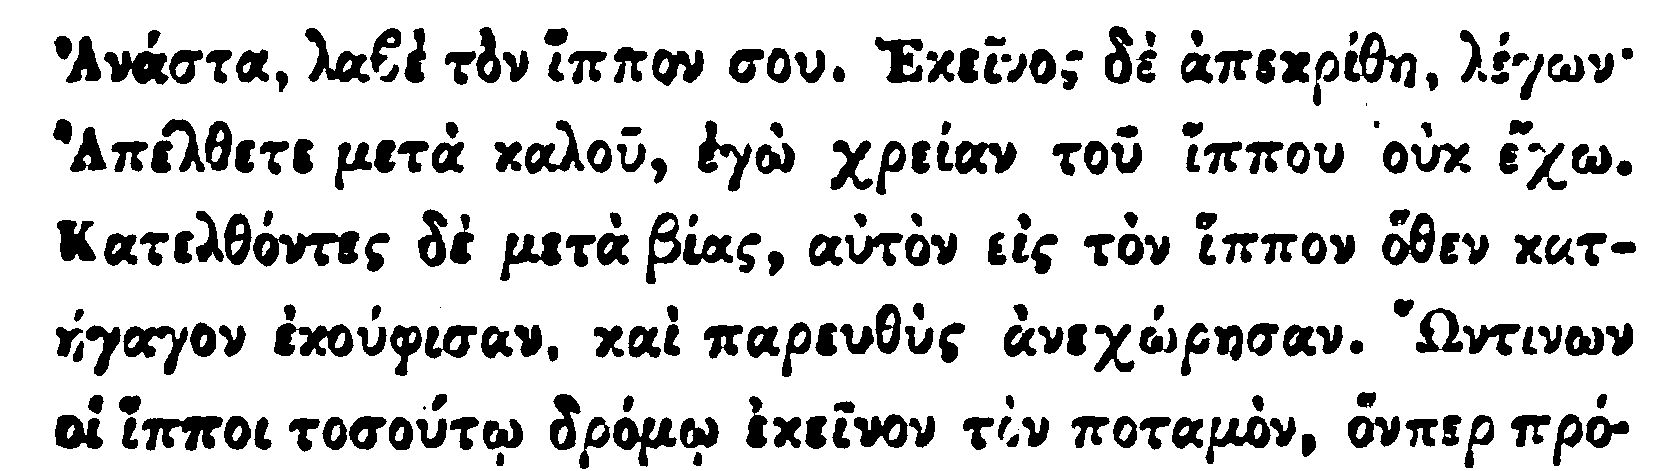 Ἀνάστα, λαβὲ τὸν ἵππον σου. Ἐκεῖνος δὲ ἀπεκρίθη, λέγων·
Ἀπέλθετε μετὰ καλοῦ, ἐγὼ χρείαν τοῦ ἵππου οὐκ ἔχω.
Κατελθόντες δὲ μετὰ βίας, αὐτὸν εἰς τὸν ἵππον ὅθεν κατ-
ήγαγον ἐκούφισαν, καὶ παρευθὺς ἀνεχώρησαν. Ὧντινων
οἱ ἵπποι τοσούτῳ δρόμῳ ἐκεῖνον τὸν ποταμὸν, ὅνπερ πρό-